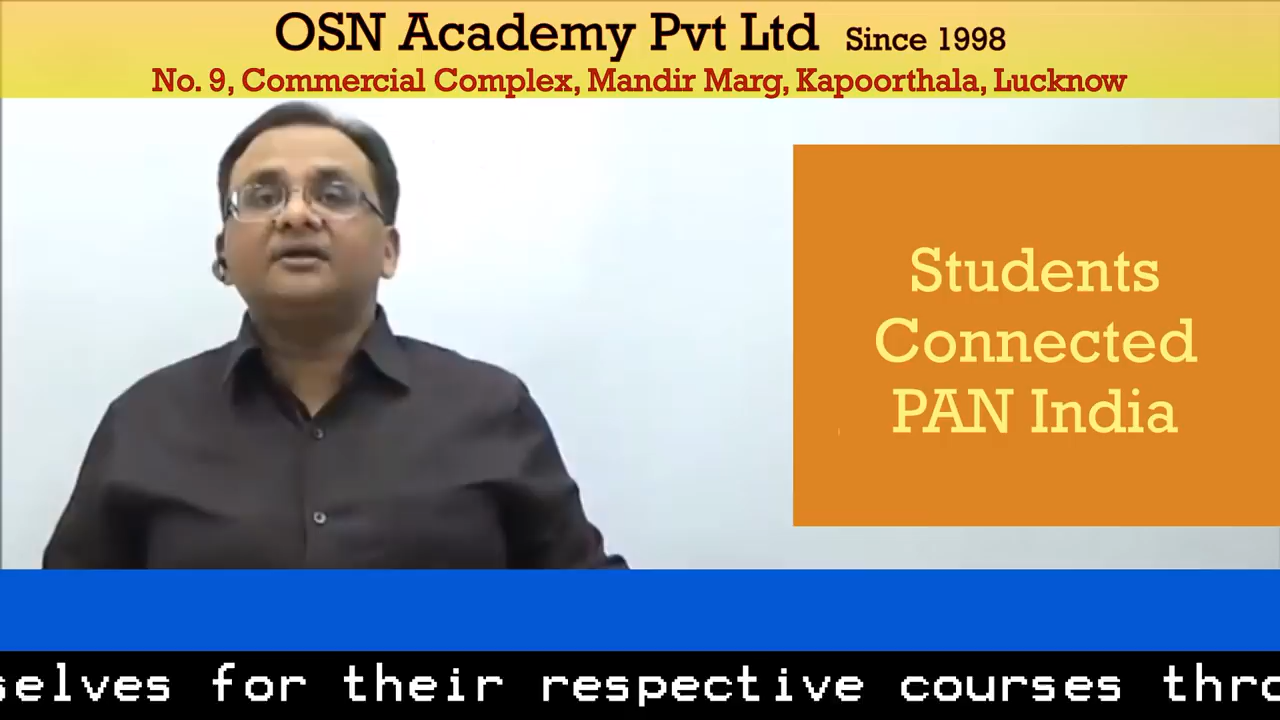 OSN Academy Pvt Ltd Since 1998
No. 9, Commercial Complex, Mandir Marg, Kapoorthala, Lucknow
Students
Connected
PAN India
for their respective courses